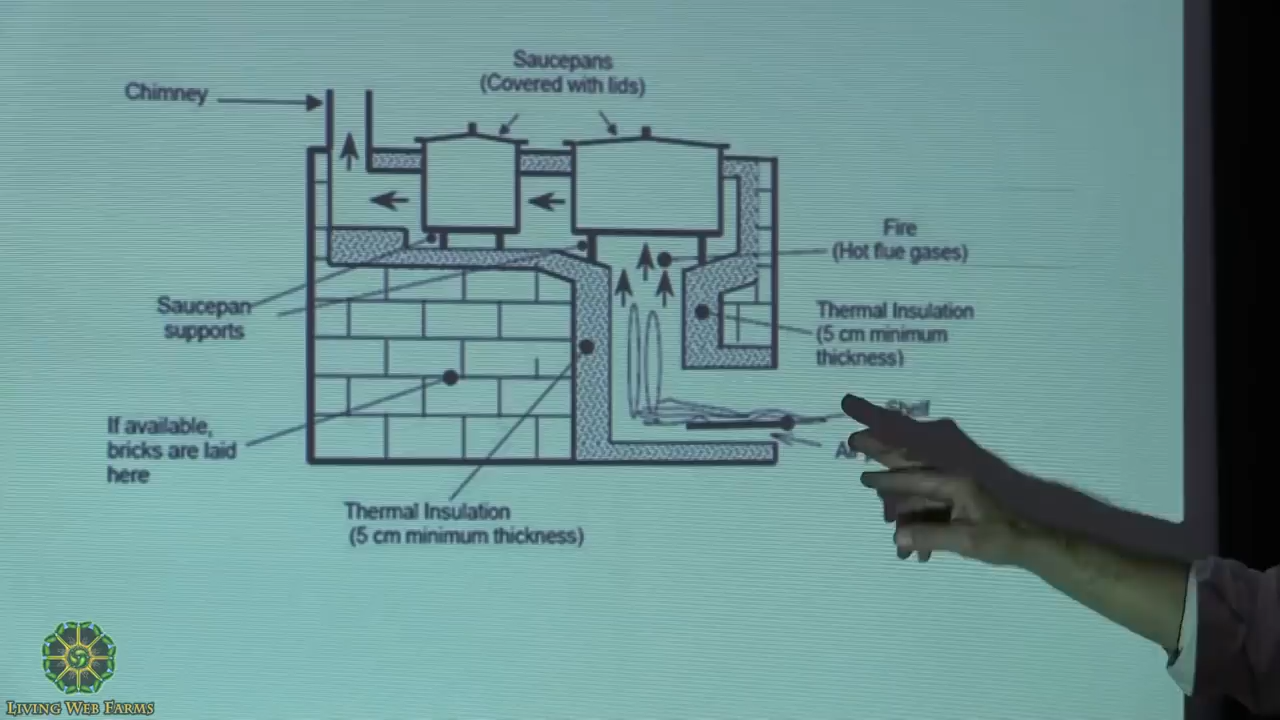 Saucepans
(Covered with lids)
Chimney
Fire
(Hot flue gases)
Saucepan
supports
Thermal Insulation
(5 cm minimum
thickness)
Shelf
If available,
bricks are laid
here
Thermal Insulation
(5 cm minimum thickness)
LIVING WEB FARMS